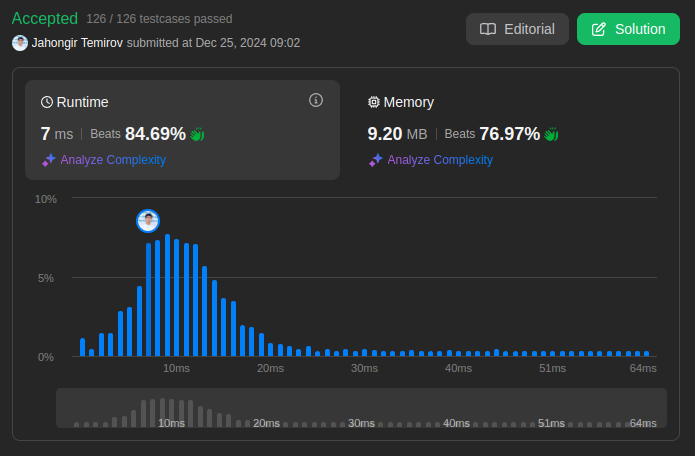 Accepted 126 / 126 testcases passed
Jahongir Temirov submitted at Dec 25, 2024 09:02
Editorial
Solution
Runtime
7 ms | Beats 84.69%
Analyze Complexity
Memory
9.20 MB | Beats 76.97%
Analyze Complexity
10%
5%
0%
10ms 20ms 30ms 40ms 51ms 64ms
10ms 20ms 30ms 40ms 51ms 64ms